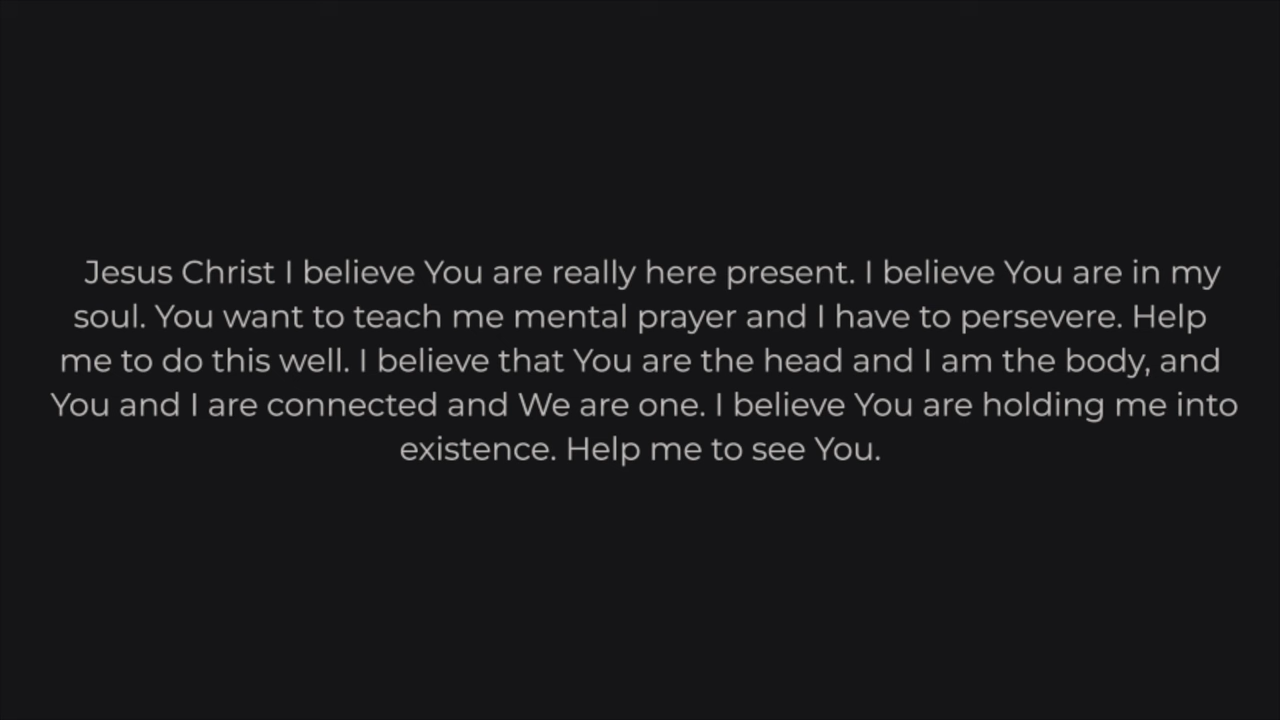 Jesus Christ I believe You are really here present. I believe You are in my
soul. You want to teach me mental prayer and I have to persevere. Help
me to do this well. I believe that You are the head and I am the body, and
You and I are connected and We are one. I believe You are holding me into
existence. Help me to see You.